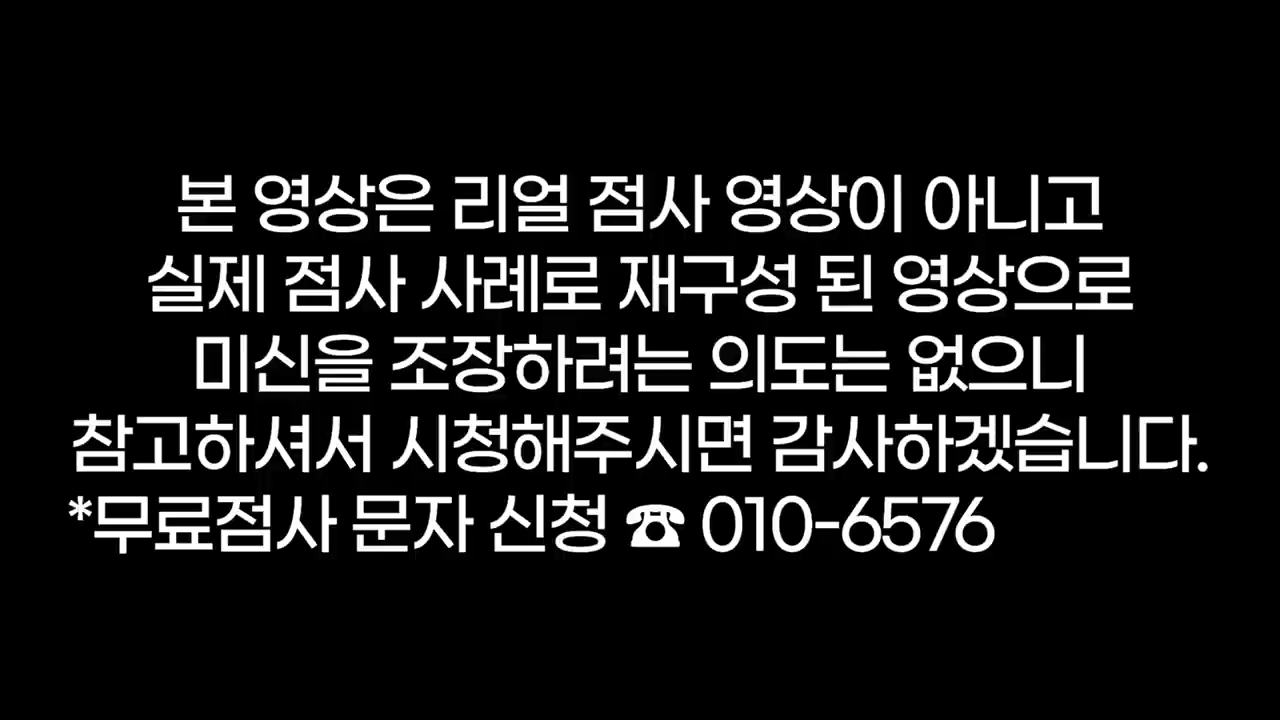 본 영상은 리얼 점사 영상이 아니고
실제 점사 사례로 재구성 된 영상으로
미신을 조장하려는 의도는 없으니
참고하셔서 시청해주시면 감사하겠습니다.
*무료점사 문자 신청 ☎ 010-6576